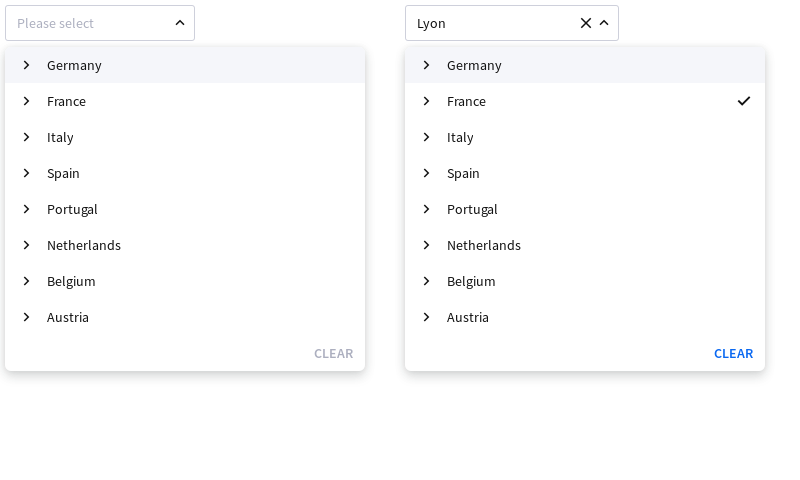 Please select
Germany
France
Italy
Spain
Portugal
Netherlands
Belgium
Austria
CLEAR
Lyon
Germany
France
Italy
Spain
Portugal
Netherlands
Belgium
Austria
CLEAR